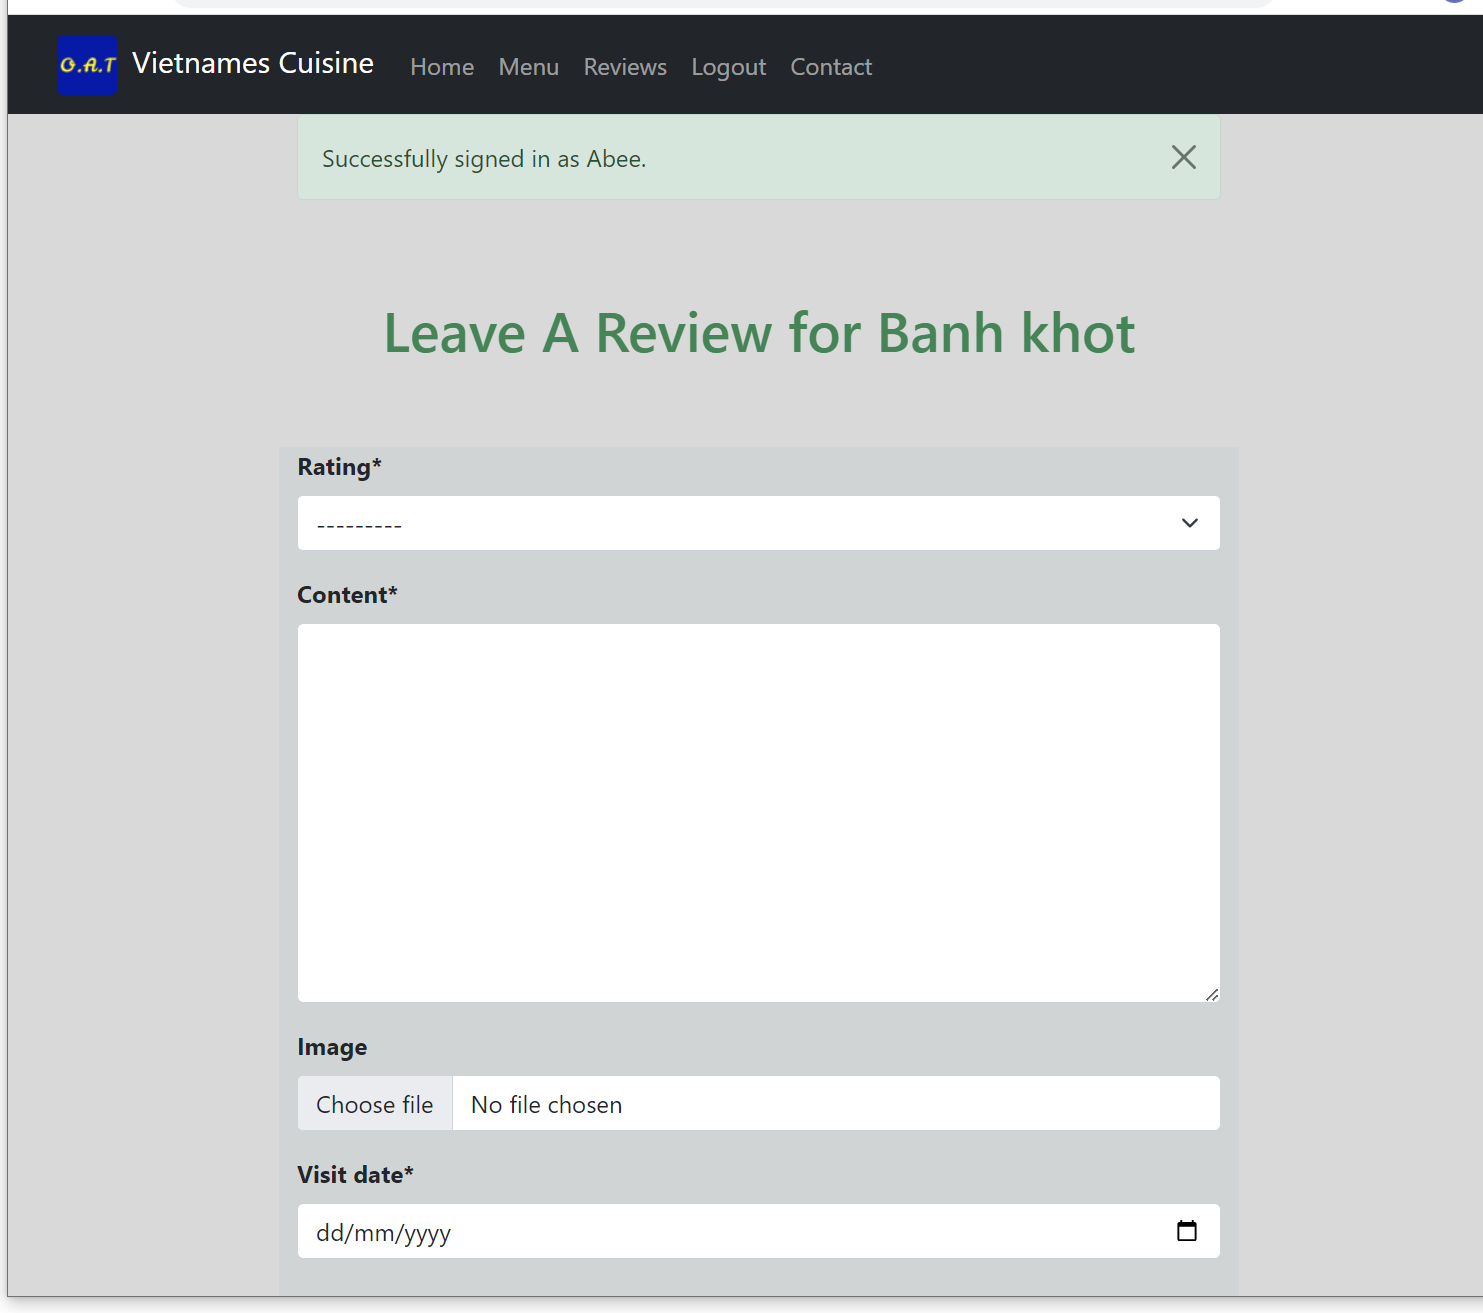 O.A.T Vietnames Cuisine Home Menu Reviews Logout Contact
Successfully signed in as Abee.
Leave A Review for Banh khot
Rating*
---------
Content*
Image
Choose file No file chosen
Visit date*
dd/mm/yyyy